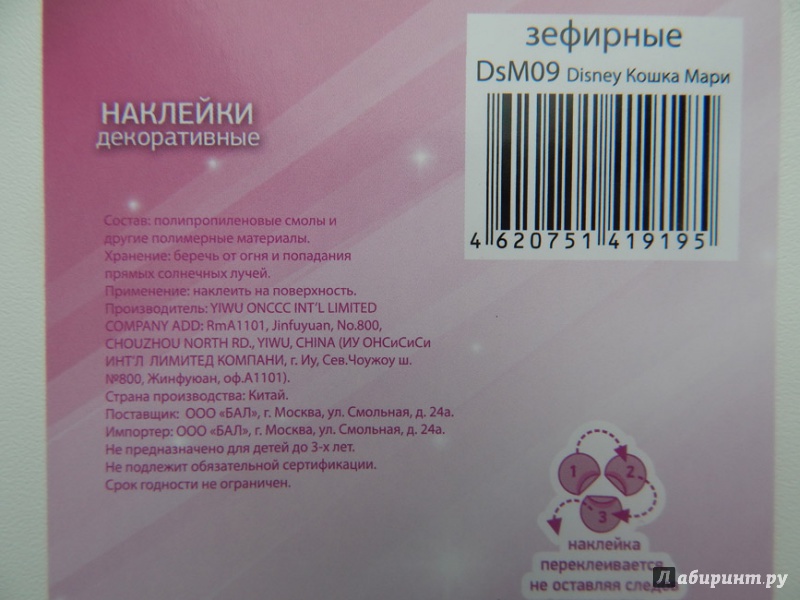 зефирные
DsM09 Disney Кошка Мари
4 620751 419195
НАКЛЕЙКИ
декоративные
Состав: полипропиленовые смолы и
другие полимерные материалы.
Хранение: беречь от огня и попадания
прямых солнечных лучей.
Применение: наклеить на поверхность.
Производитель: YIWU ONCCC INT'L LIMITED
COMPANY ADD: RmA1101, Jinfuyuan, No.800,
CHOUZHOU NORTH RD., YIWU, CHINA (ИУ ОНСиСиСи
ИНТ'Л ЛИМИТЕД КОМПАНИ, г. Иу, Сев.Чоужоу ш.
№800, Жинфуюан, оф.А1101).
Страна производства: Китай.
Поставщик: ООО «БАЛ», г. Москва, ул. Смольная, д. 24а.
Импортер: ООО «БАЛ», г. Москва, ул. Смольная, д. 24а.
Не предназначено для детей до 3-х лет.
Не подлежит обязательной сертификации.
Срок годности не ограничен.
1 2
3
наклейка
переклеивается
не оставляя следов
Лабиринт.ру